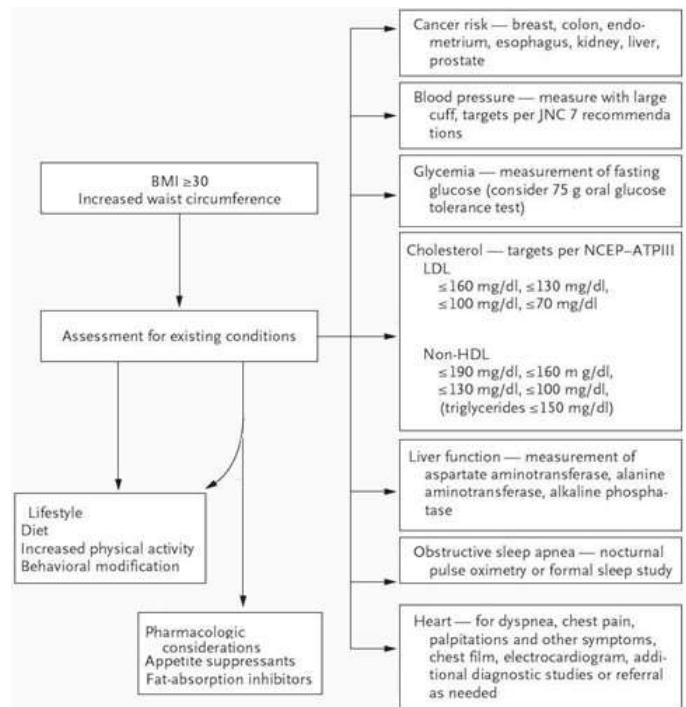 BMI ≥30
Increased waist circumference
Assessment for existing conditions
Lifestyle
Diet
Increased physical activity
Behavioral modification
Pharmacologic
considerations
Appetite suppressants
Fat-absorption inhibitors
Cancer risk — breast, colon, endo-
metrium, esophagus, kidney, liver,
prostate
Blood pressure — measure with large
cuff, targets per JNC 7 recommenda
tions
Glycemia — measurement of fasting
glucose (consider 75 g oral glucose
tolerance test)
Cholesterol — targets per NCEP–ATPIII
LDL
≤160 mg/dl, ≤130 mg/dl,
≤100 mg/dl, ≤70 mg/dl
Non-HDL
≤190 mg/dl, ≤160 m g/dl,
≤130 mg/dl, ≤100 mg/dl,
(triglycerides ≤150 mg/dl)
Liver function — measurement of
aspartate aminotransferase, alanine
aminotransferase, alkaline phospha-
tase
Obstructive sleep apnea — nocturnal
pulse oximetry or formal sleep study
Heart — for dyspnea, chest pain,
palpitations and other symptoms,
chest film, electrocardiogram, addi-
tional diagnostic studies or referral
as needed